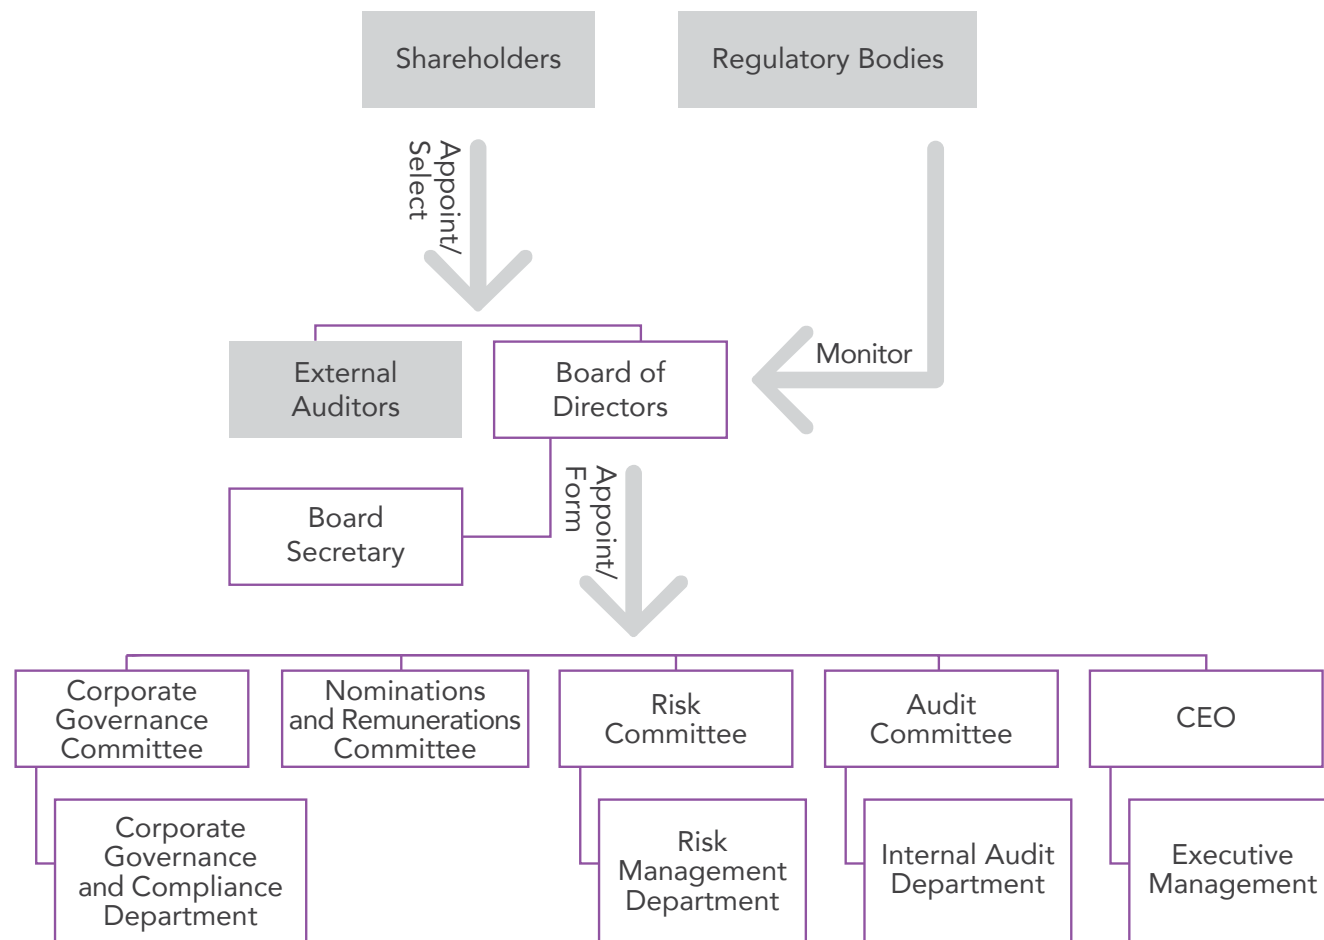 Shareholders
Regulatory Bodies
Appoint/
Select
External
Auditors
Board of
Directors
Monitor
Board
Secretary
Appoint/
Form
Corporate
Governance
Committee
Nominations
and Remunerations
Committee
Risk
Committee
Audit
Committee
CEO
Corporate
Governance
and Compliance
Department
Risk
Management
Department
Internal Audit
Department
Executive
Management